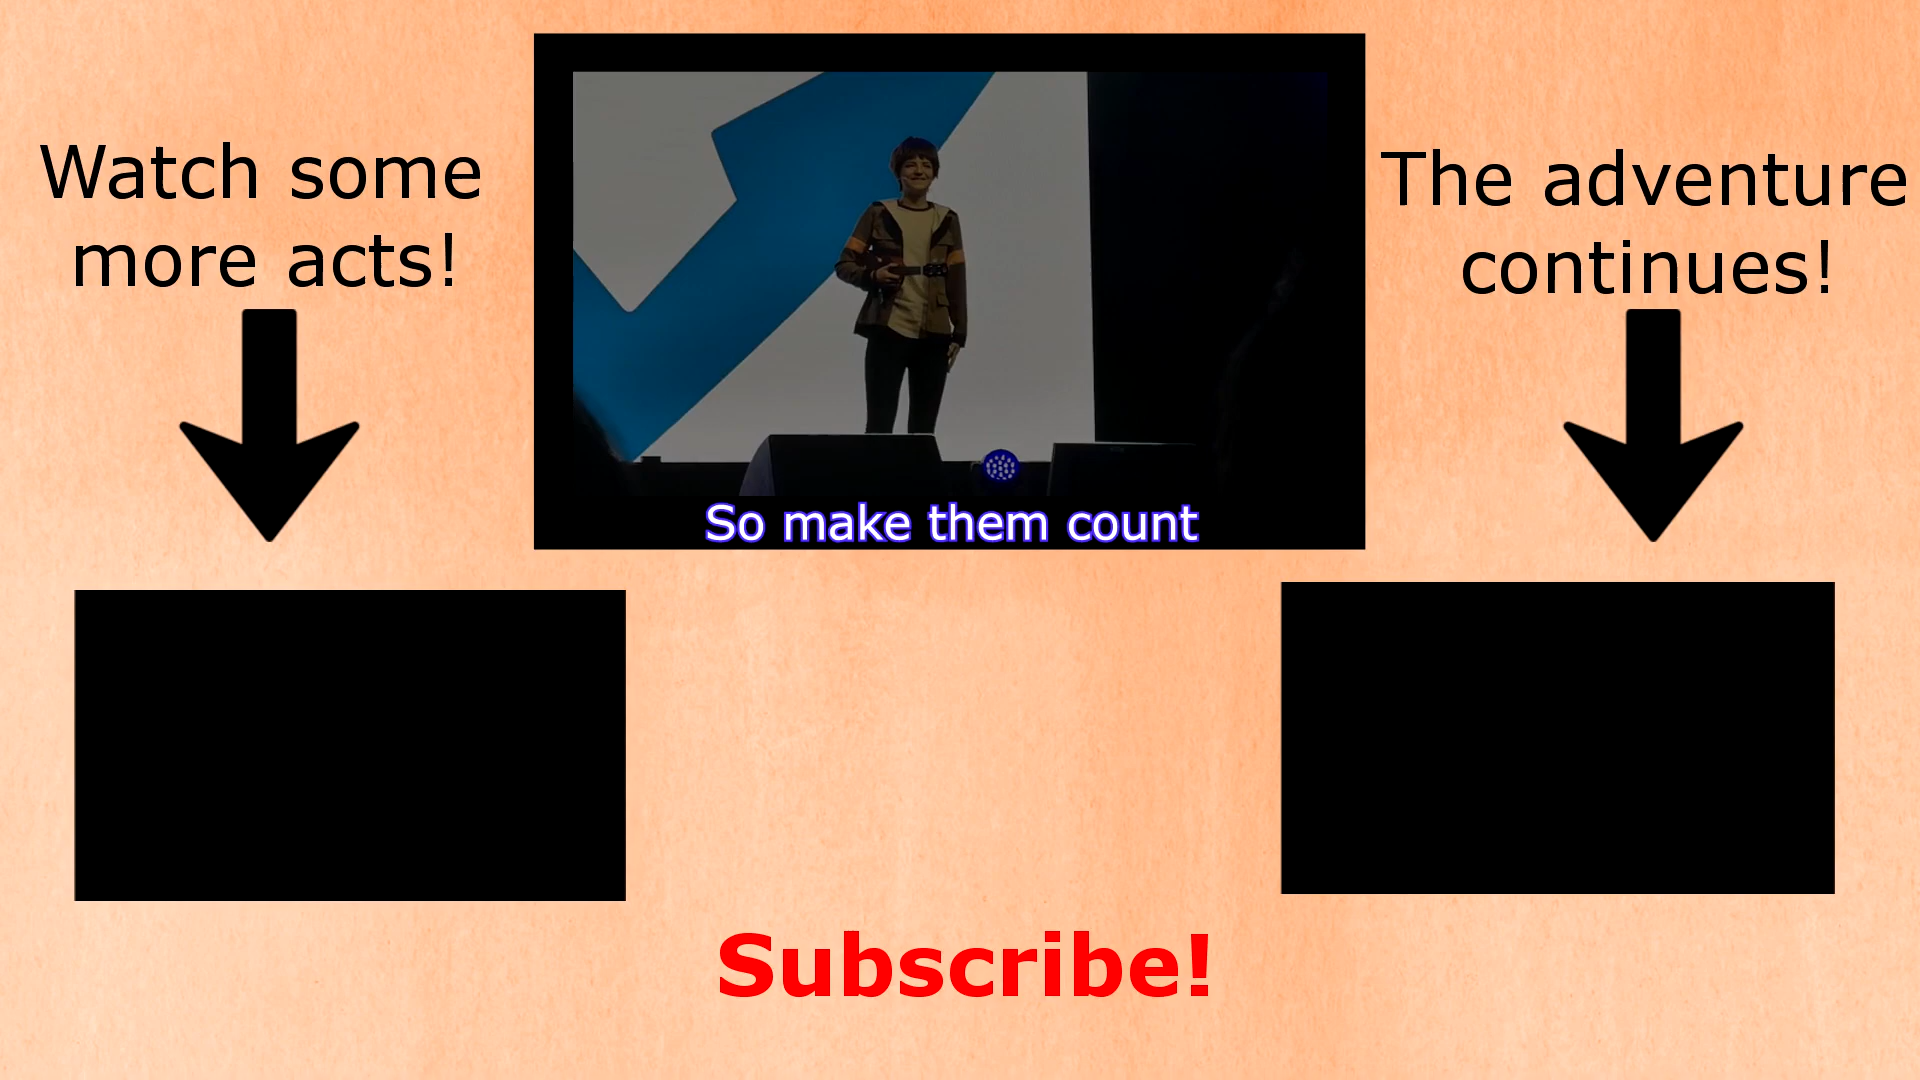 Watch some
more acts!
The adventure
continues!
So make them count
Subscribe!